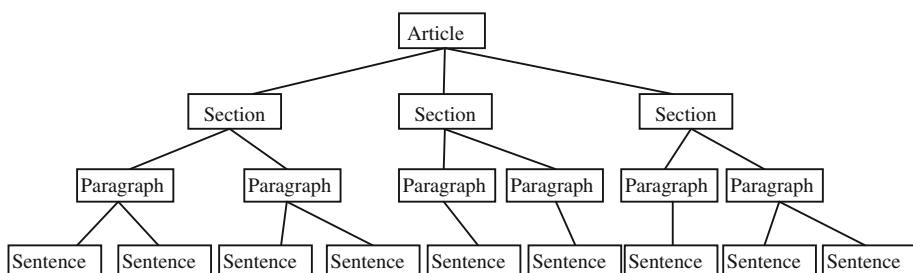 Article
Section Section Section
Paragraph Paragraph Paragraph Paragraph Paragraph Paragraph
Sentence Sentence Sentence Sentence Sentence Sentence Sentence Sentence Sentence